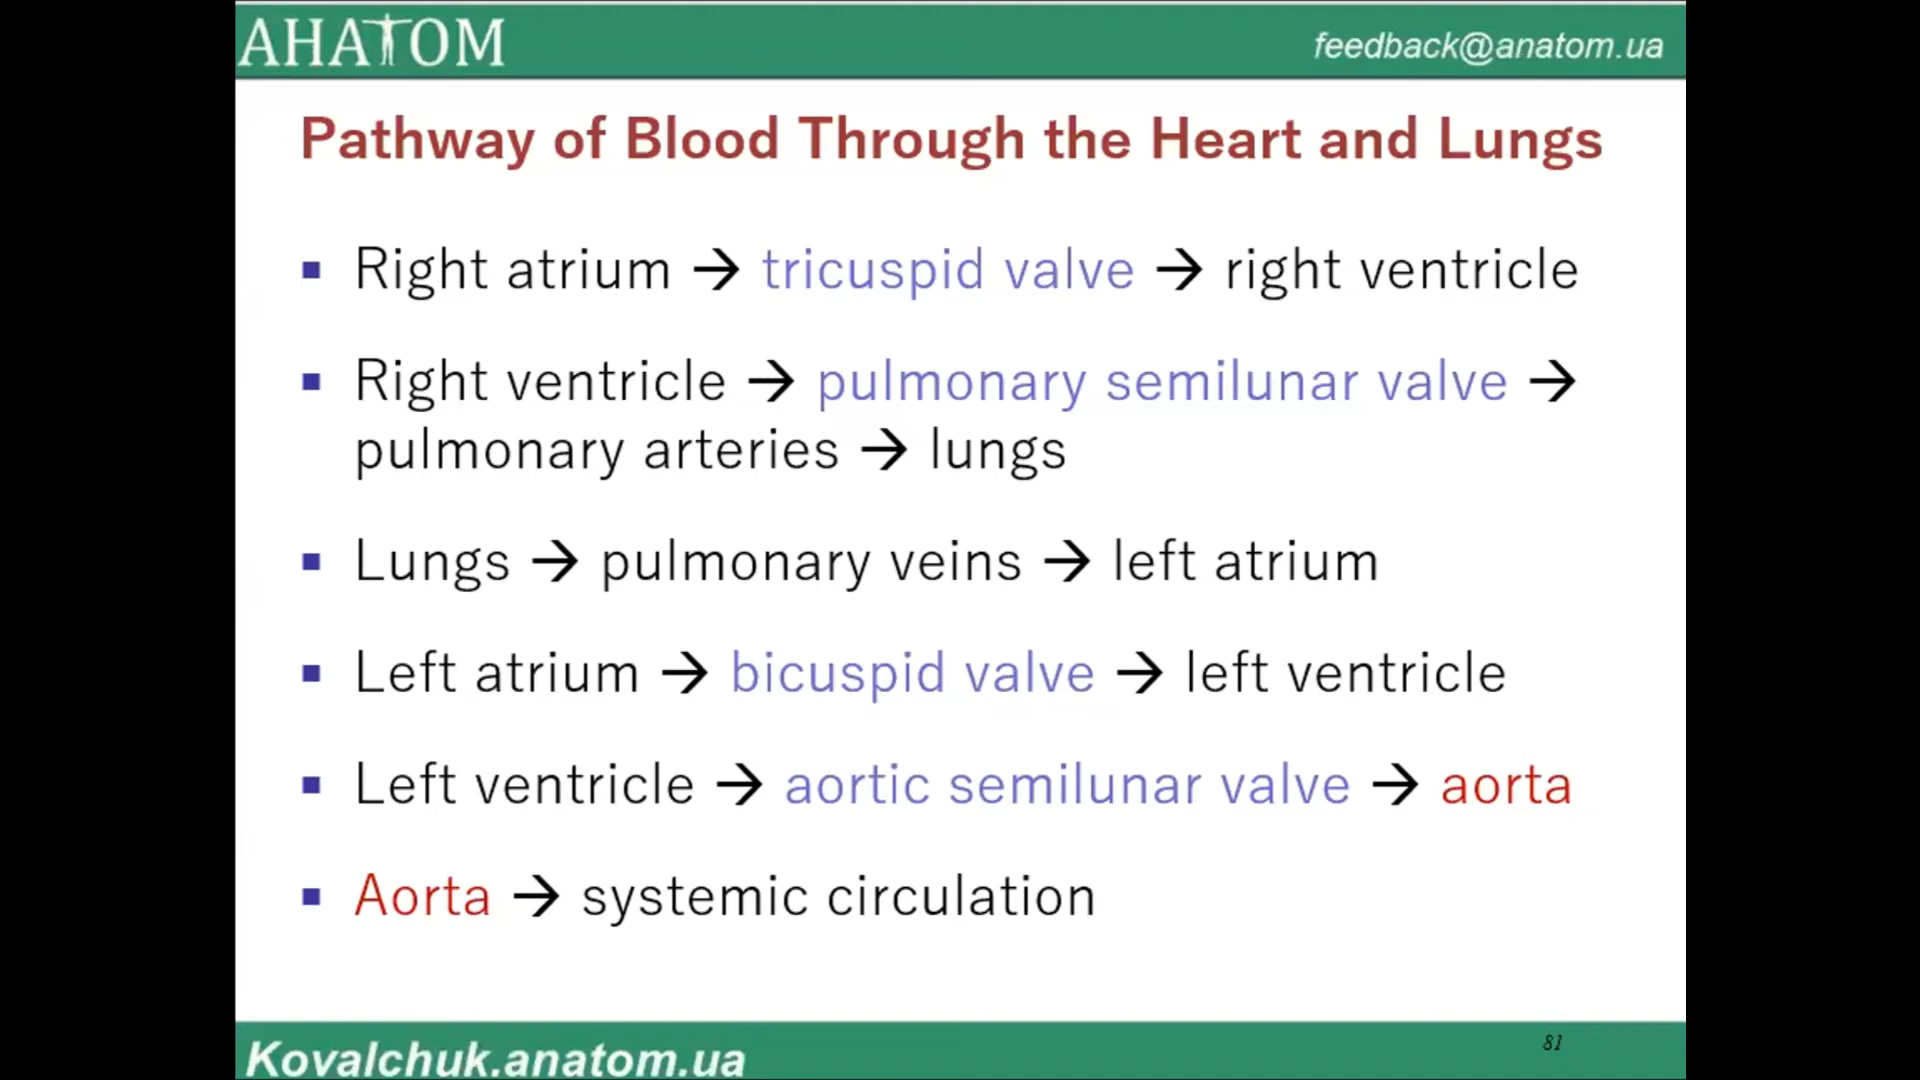 АНАТОМ
feedback@anatom.ua
Pathway of Blood Through the Heart and Lungs
▪ Right atrium → tricuspid valve → right ventricle
▪ Right ventricle → pulmonary semilunar valve →
pulmonary arteries → lungs
▪ Lungs → pulmonary veins → left atrium
▪ Left atrium → bicuspid valve → left ventricle
▪ Left ventricle → aortic semilunar valve → aorta
▪ Aorta → systemic circulation
81
Kovalchuk.anatom.ua